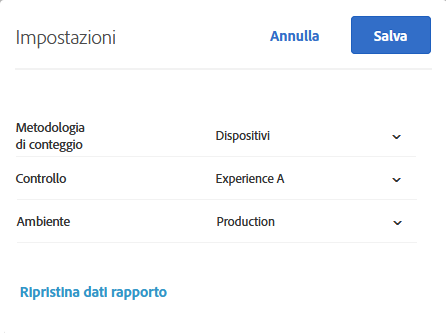 Impostazioni
Annulla
Salva
Metodologia
di conteggio
Dispositivi
Controllo
Experience A
Ambiente
Production
Ripristina dati rapporto